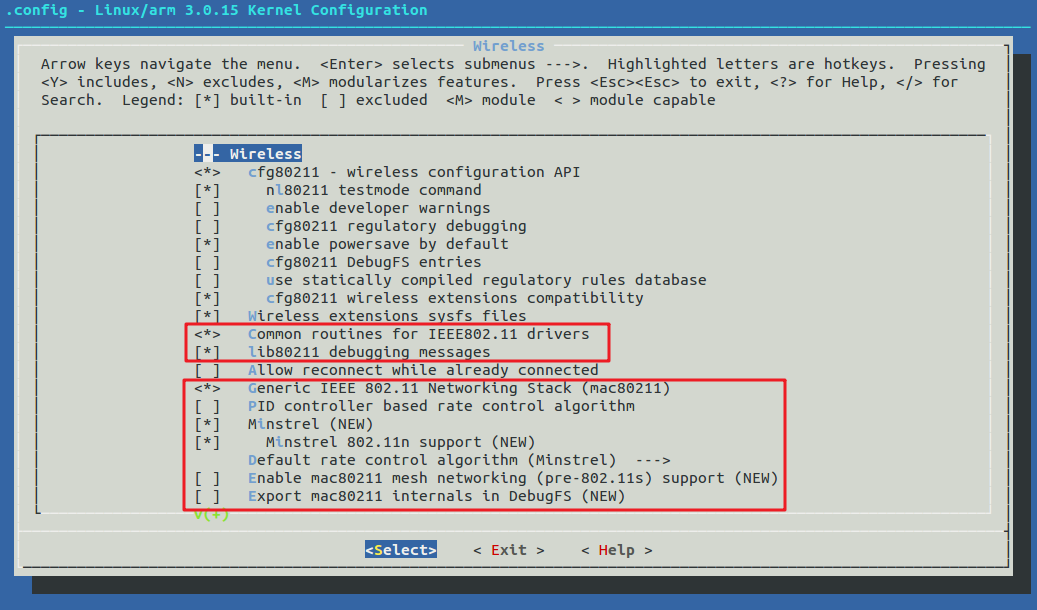 .config - Linux/arm 3.0.15 Kernel Configuration
Wireless
Arrow keys navigate the menu.  <Enter> selects submenus --->.  Highlighted letters are hotkeys.  Pressing
<Y> includes, <N> excludes, <M> modularizes features.  Press <Esc><Esc> to exit, <?> for Help, </> for
Search.  Legend: [*] built-in  [ ] excluded  <M> module  < > module capable
--- Wireless
<*>   cfg80211 - wireless configuration API
[*]     nl80211 testmode command
[ ]     enable developer warnings
[ ]     cfg80211 regulatory debugging
[*]     enable powersave by default
[ ]     cfg80211 DebugFS entries
[ ]     use statically compiled regulatory rules database
[*]     cfg80211 wireless extensions compatibility
[*]   Wireless extensions sysfs files
<*>   Common routines for IEEE802.11 drivers
[*]   lib80211 debugging messages
[ ]   Allow reconnect while already connected
<*>   Generic IEEE 802.11 Networking Stack (mac80211)
[ ]   PID controller based rate control algorithm
[*]   Minstrel (NEW)
[*]     Minstrel 802.11n support (NEW)
Default rate control algorithm (Minstrel)  --->
[ ]   Enable mac80211 mesh networking (pre-802.11s) support (NEW)
[ ]   Export mac80211 internals in DebugFS (NEW)
v(+)
<Select>    < Exit >    < Help >